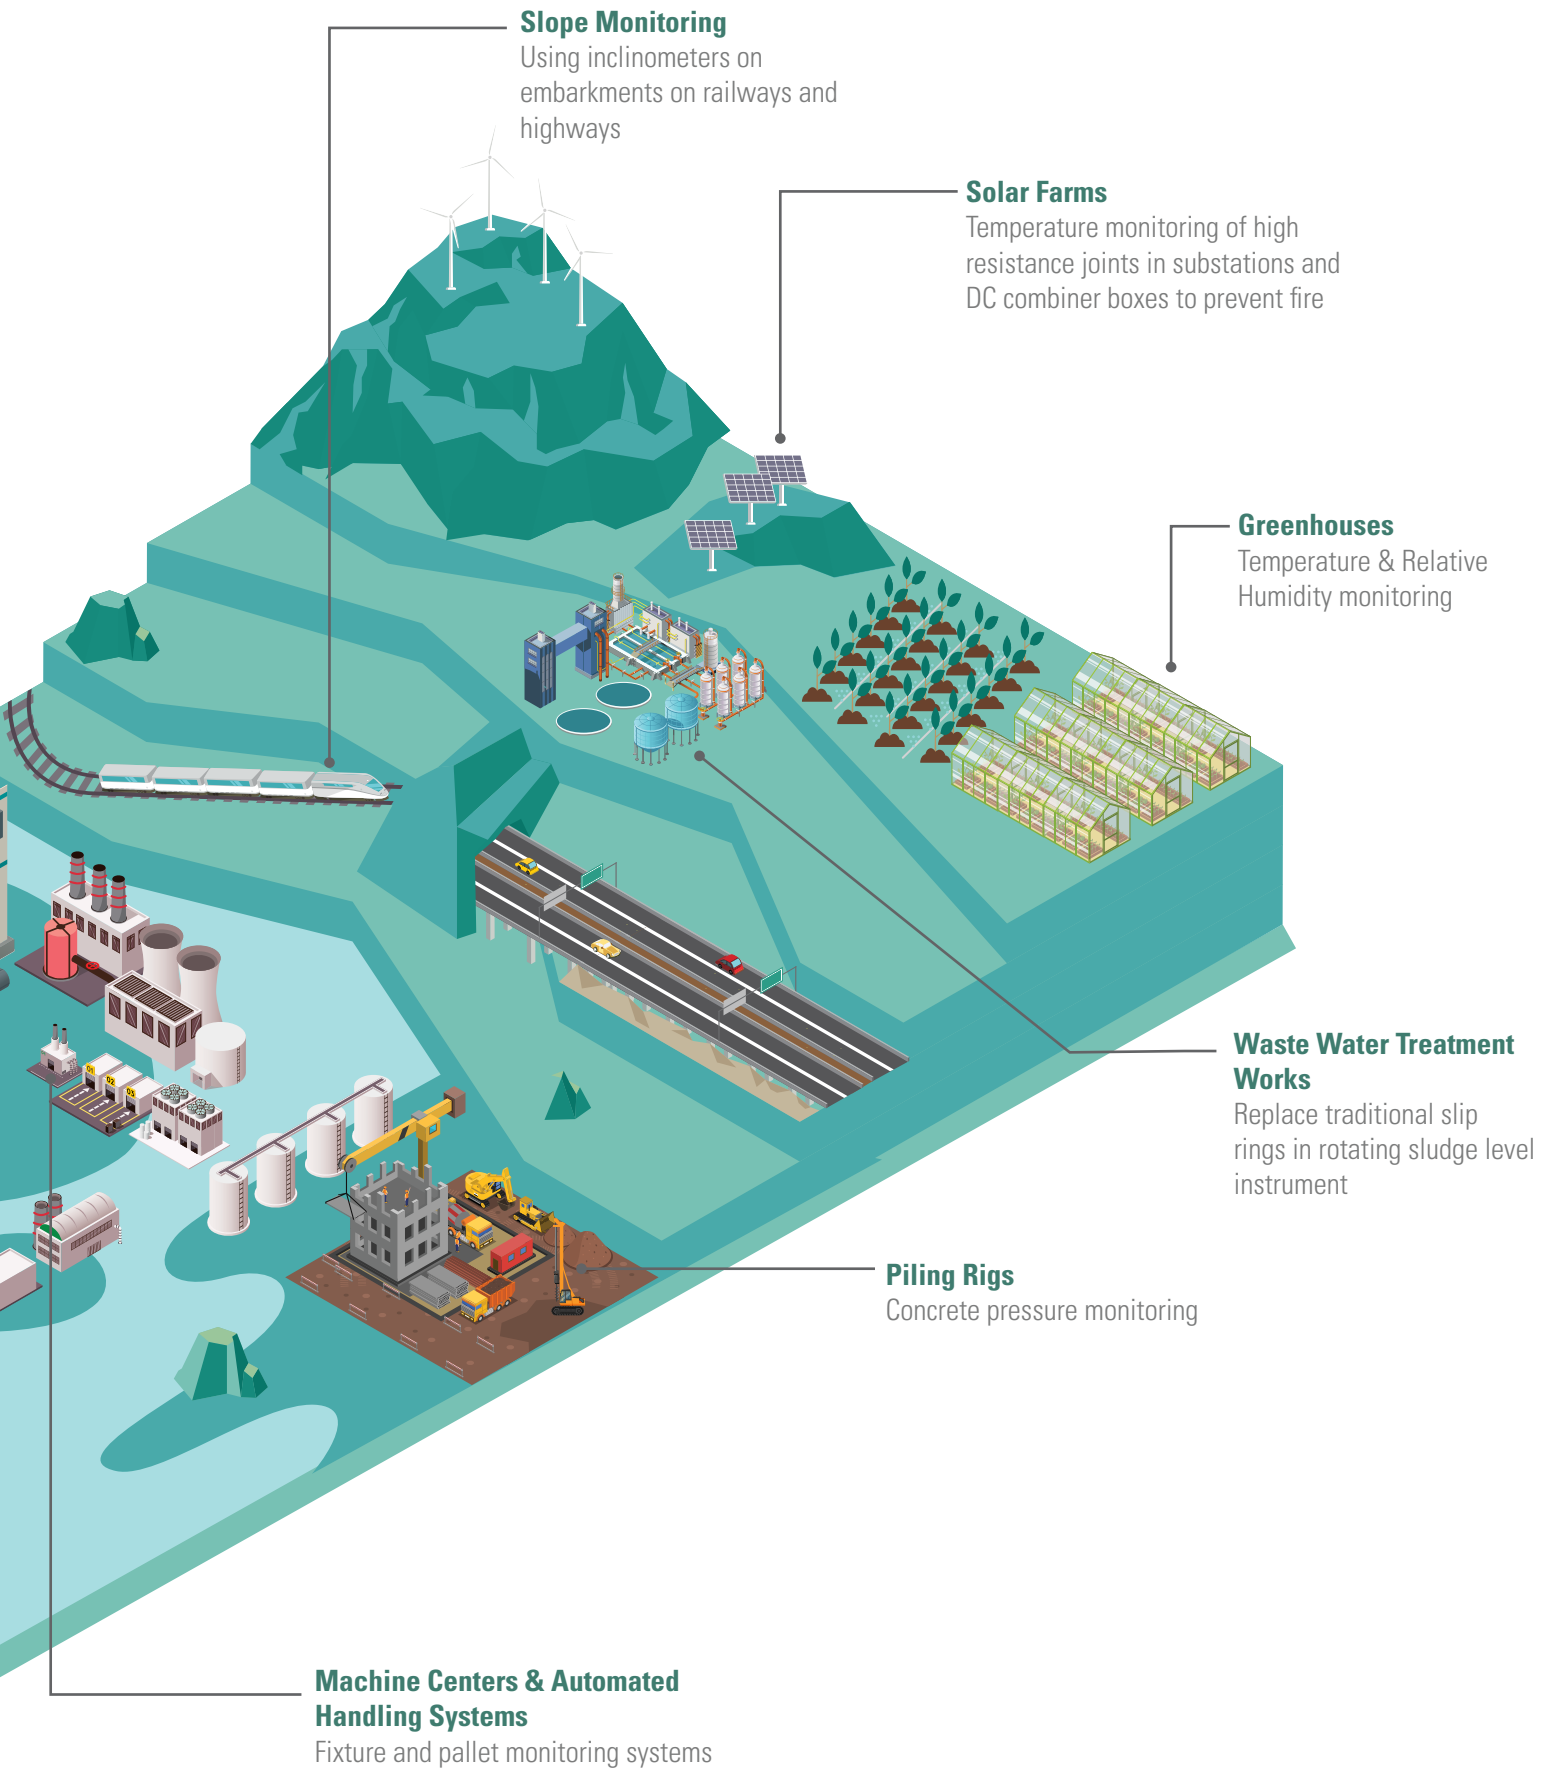 Slope Monitoring
Using inclinometers on
embarkments on railways and
highways
Solar Farms
Temperature monitoring of high
resistance joints in substations and
DC combiner boxes to prevent fire
Greenhouses
Temperature & Relative
Humidity monitoring
Waste Water Treatment
Works
Replace traditional slip
rings in rotating sludge level
instrument
01
02
03
Piling Rigs
Concrete pressure monitoring
Machine Centers & Automated
Handling Systems
Fixture and pallet monitoring systems